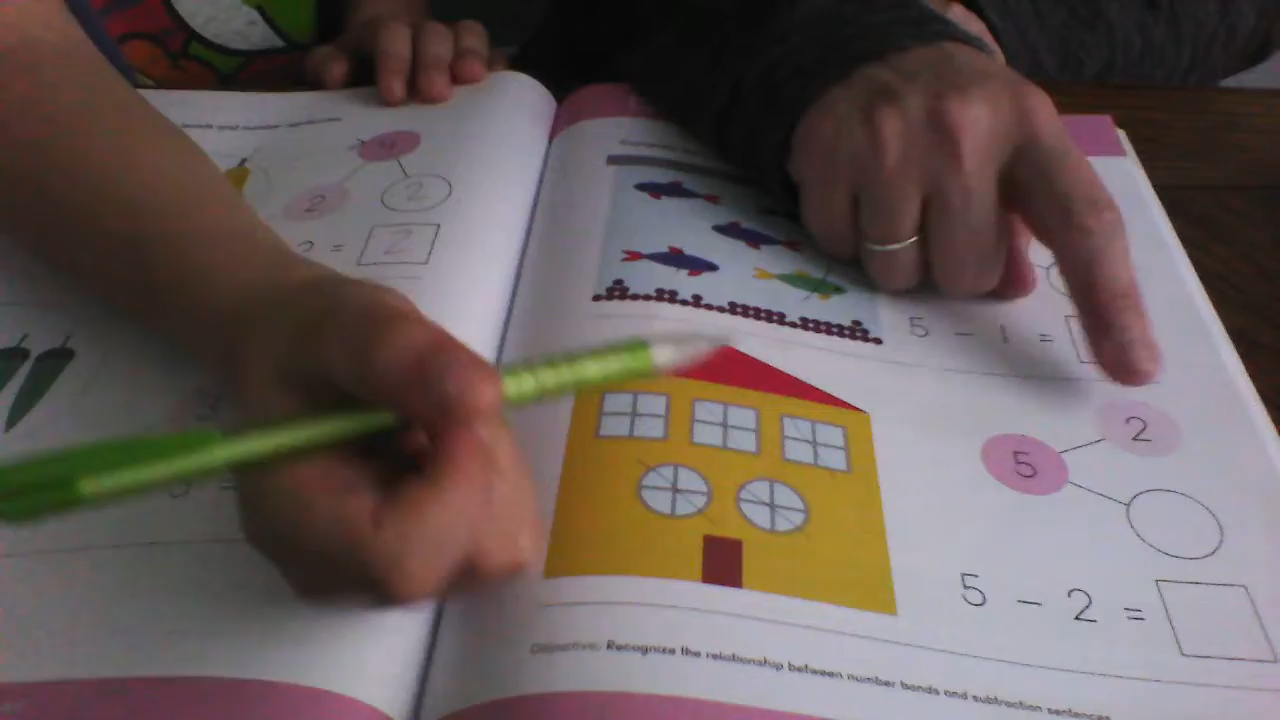 2
2
=
2
5 - 1 =
2
5
5 - 2 =
Objective: Recognize the relationship between number bonds and subtraction sentences